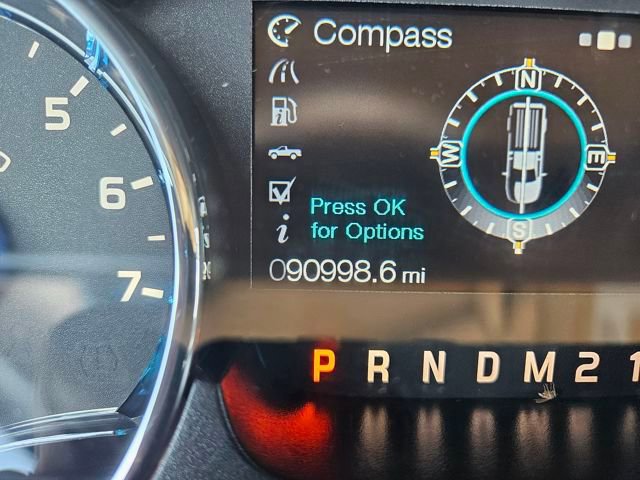 Compass
N
W
E
S
Press OK
for Options
090998.6 mi
5
6
7
P R N D M 2 1